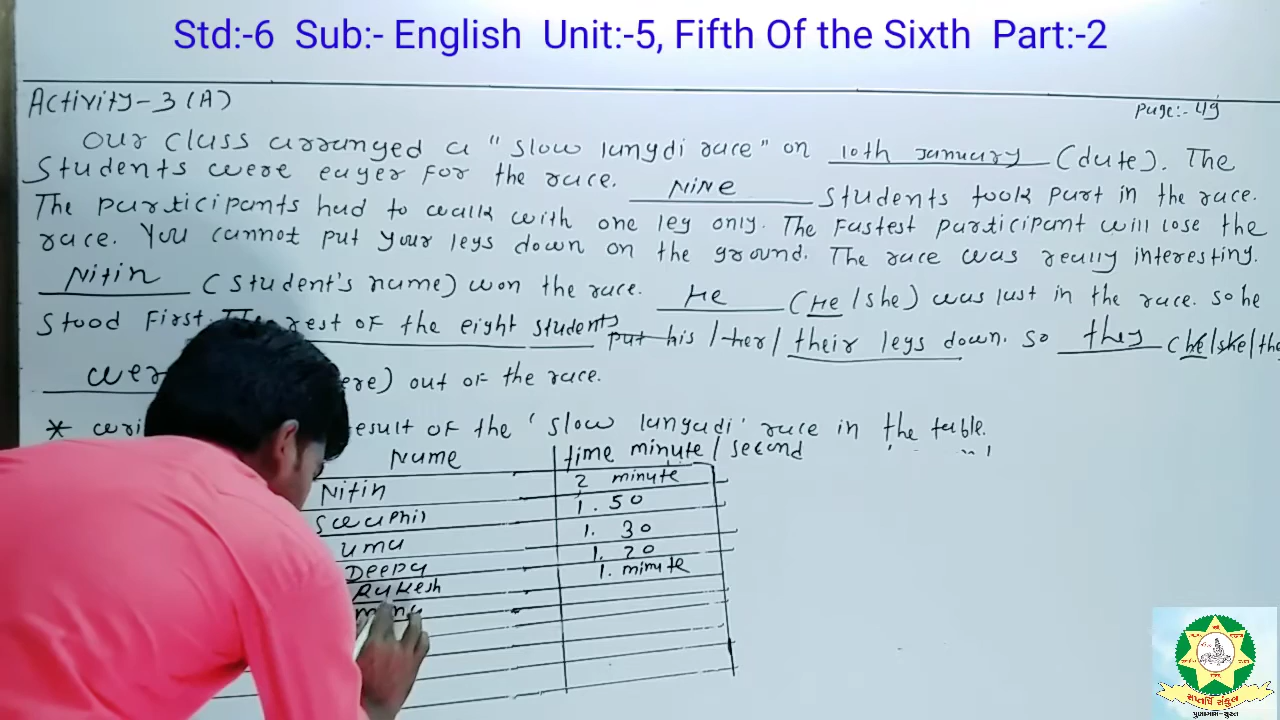 Std:-6 Sub:- English Unit:-5, Fifth Of the Sixth Part:-2
Activity-3 (A)
Page:- 49
Our class arranged a "slow langdi race" on 10th January (date). The
Students were eager for the race. Nine students took part in the race.
The participants had to walk with one leg only. The fastest participant will lose the
race. You cannot put your legs down on the ground. The race was really interesting.
Nitin (student's name) won the race. He (He/she) was last in the race. so he
stood first. The rest of the eight students put his/her/their legs down. so they (he/she/the
wer ere) out of the race.
* result of the 'slow langadi' race in the table.
Name time minute / second
Nitin 2 minute
1. 50
Uma 1. 30
Deepa 1. 20
Rakesh 1. minute
સપ્તર્ષિ સંકુલ
પુણાગામ-સુરત